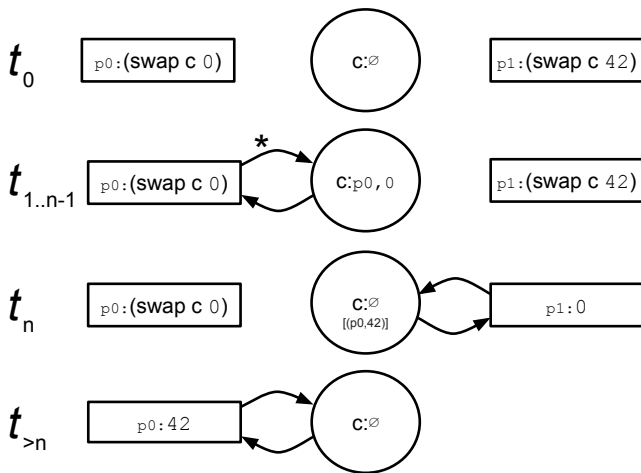 t0 p0:(swap c 0) c:∅ p1:(swap c 42)
*
t1..n-1 p0:(swap c 0) c:p0,0 p1:(swap c 42)
tn p0:(swap c 0) c:∅ p1:0
[(p0,42)]
t>n p0:42 c:∅